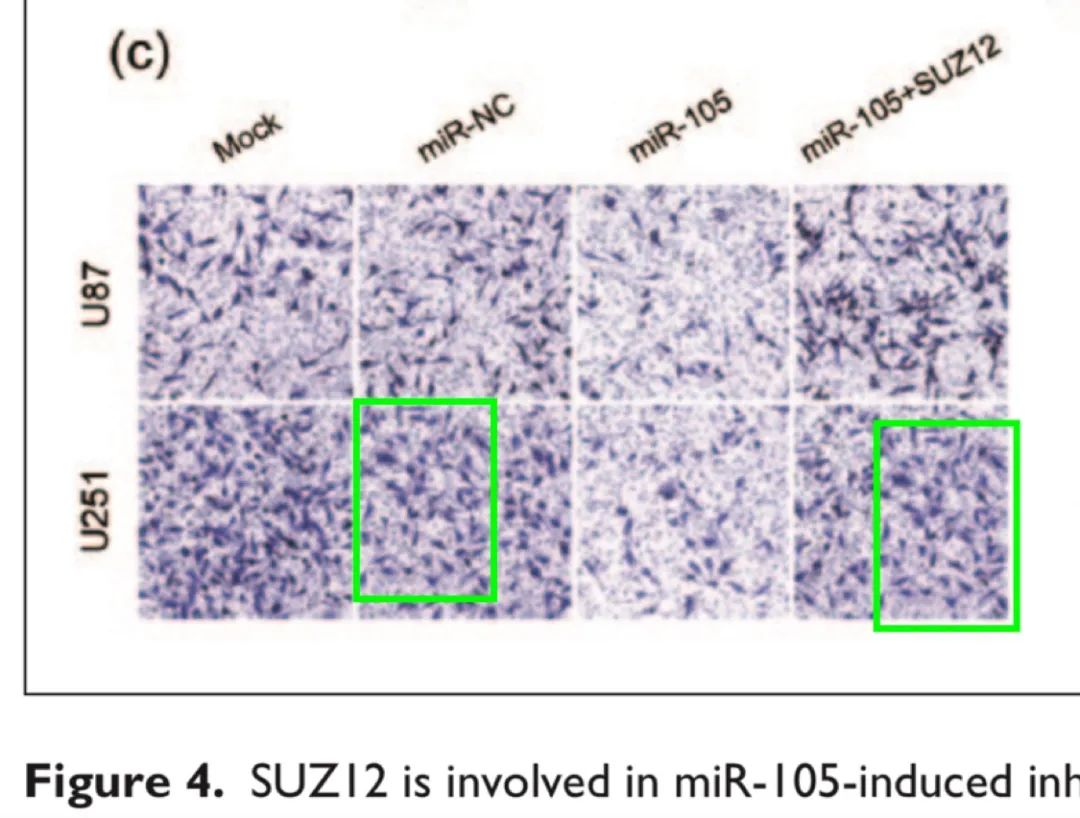 (c)
Mock miR-NC miR-105 miR-105+SUZ12
U87
U251
Figure 4. SUZ12 is involved in miR-105-induced inh